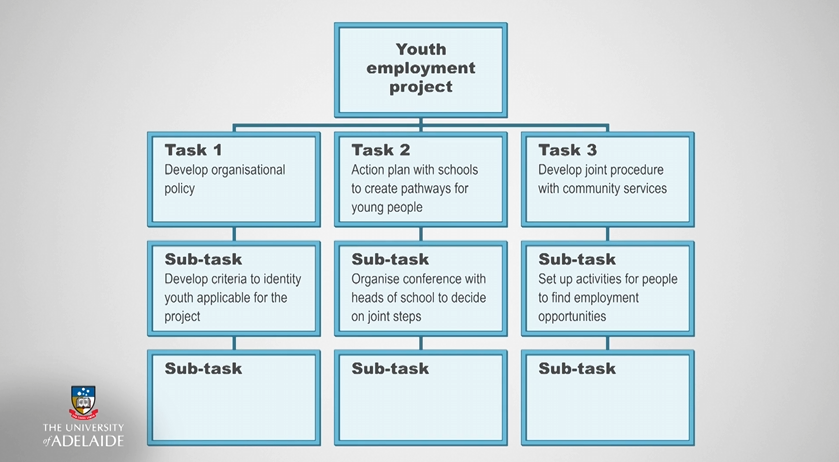 Youth
employment
project
Task 1
Develop organisational
policy
Task 2
Action plan with schools
to create pathways for
young people
Task 3
Develop joint procedure
with community services
Sub-task
Develop criteria to identity
youth applicable for the
project
Sub-task
Organise conference with
heads of school to decide
on joint steps
Sub-task
Set up activities for people
to find employment
opportunities
Sub-task
Sub-task
Sub-task
THE UNIVERSITY
of ADELAIDE